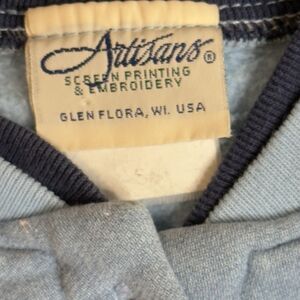 Artisans®
SCREEN PRINTING
& EMBROIDERY
GLEN FLORA, WI. USA